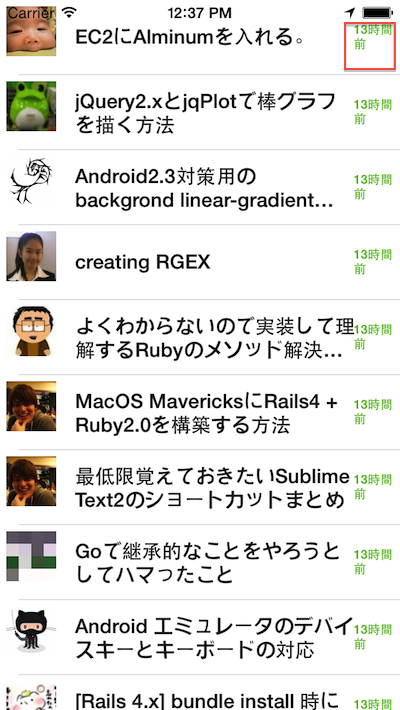 Carrier 12:37 PM
EC2にAlminumを入れる。
13時間
前
jQuery2.xとjqPlotで棒グラフ
を描く方法
13時間
前
Android2.3対策用の
backgrond linear-gradient…
13時間
前
creating RGEX
13時間
前
よくわからないので実装して理
解するRubyのメソッド解決…
13時間
前
MacOS MavericksにRails4 +
Ruby2.0を構築する方法
13時間
前
最低限覚えておきたいSublime
Text2のショートカットまとめ
13時間
前
Goで継承的なことをやろうと
してハマったこと
13時間
前
Android エミュレータのデバイ
スキーとキーボードの対応
13時間
前
[Rails 4.x] bundle install 時に
13時間